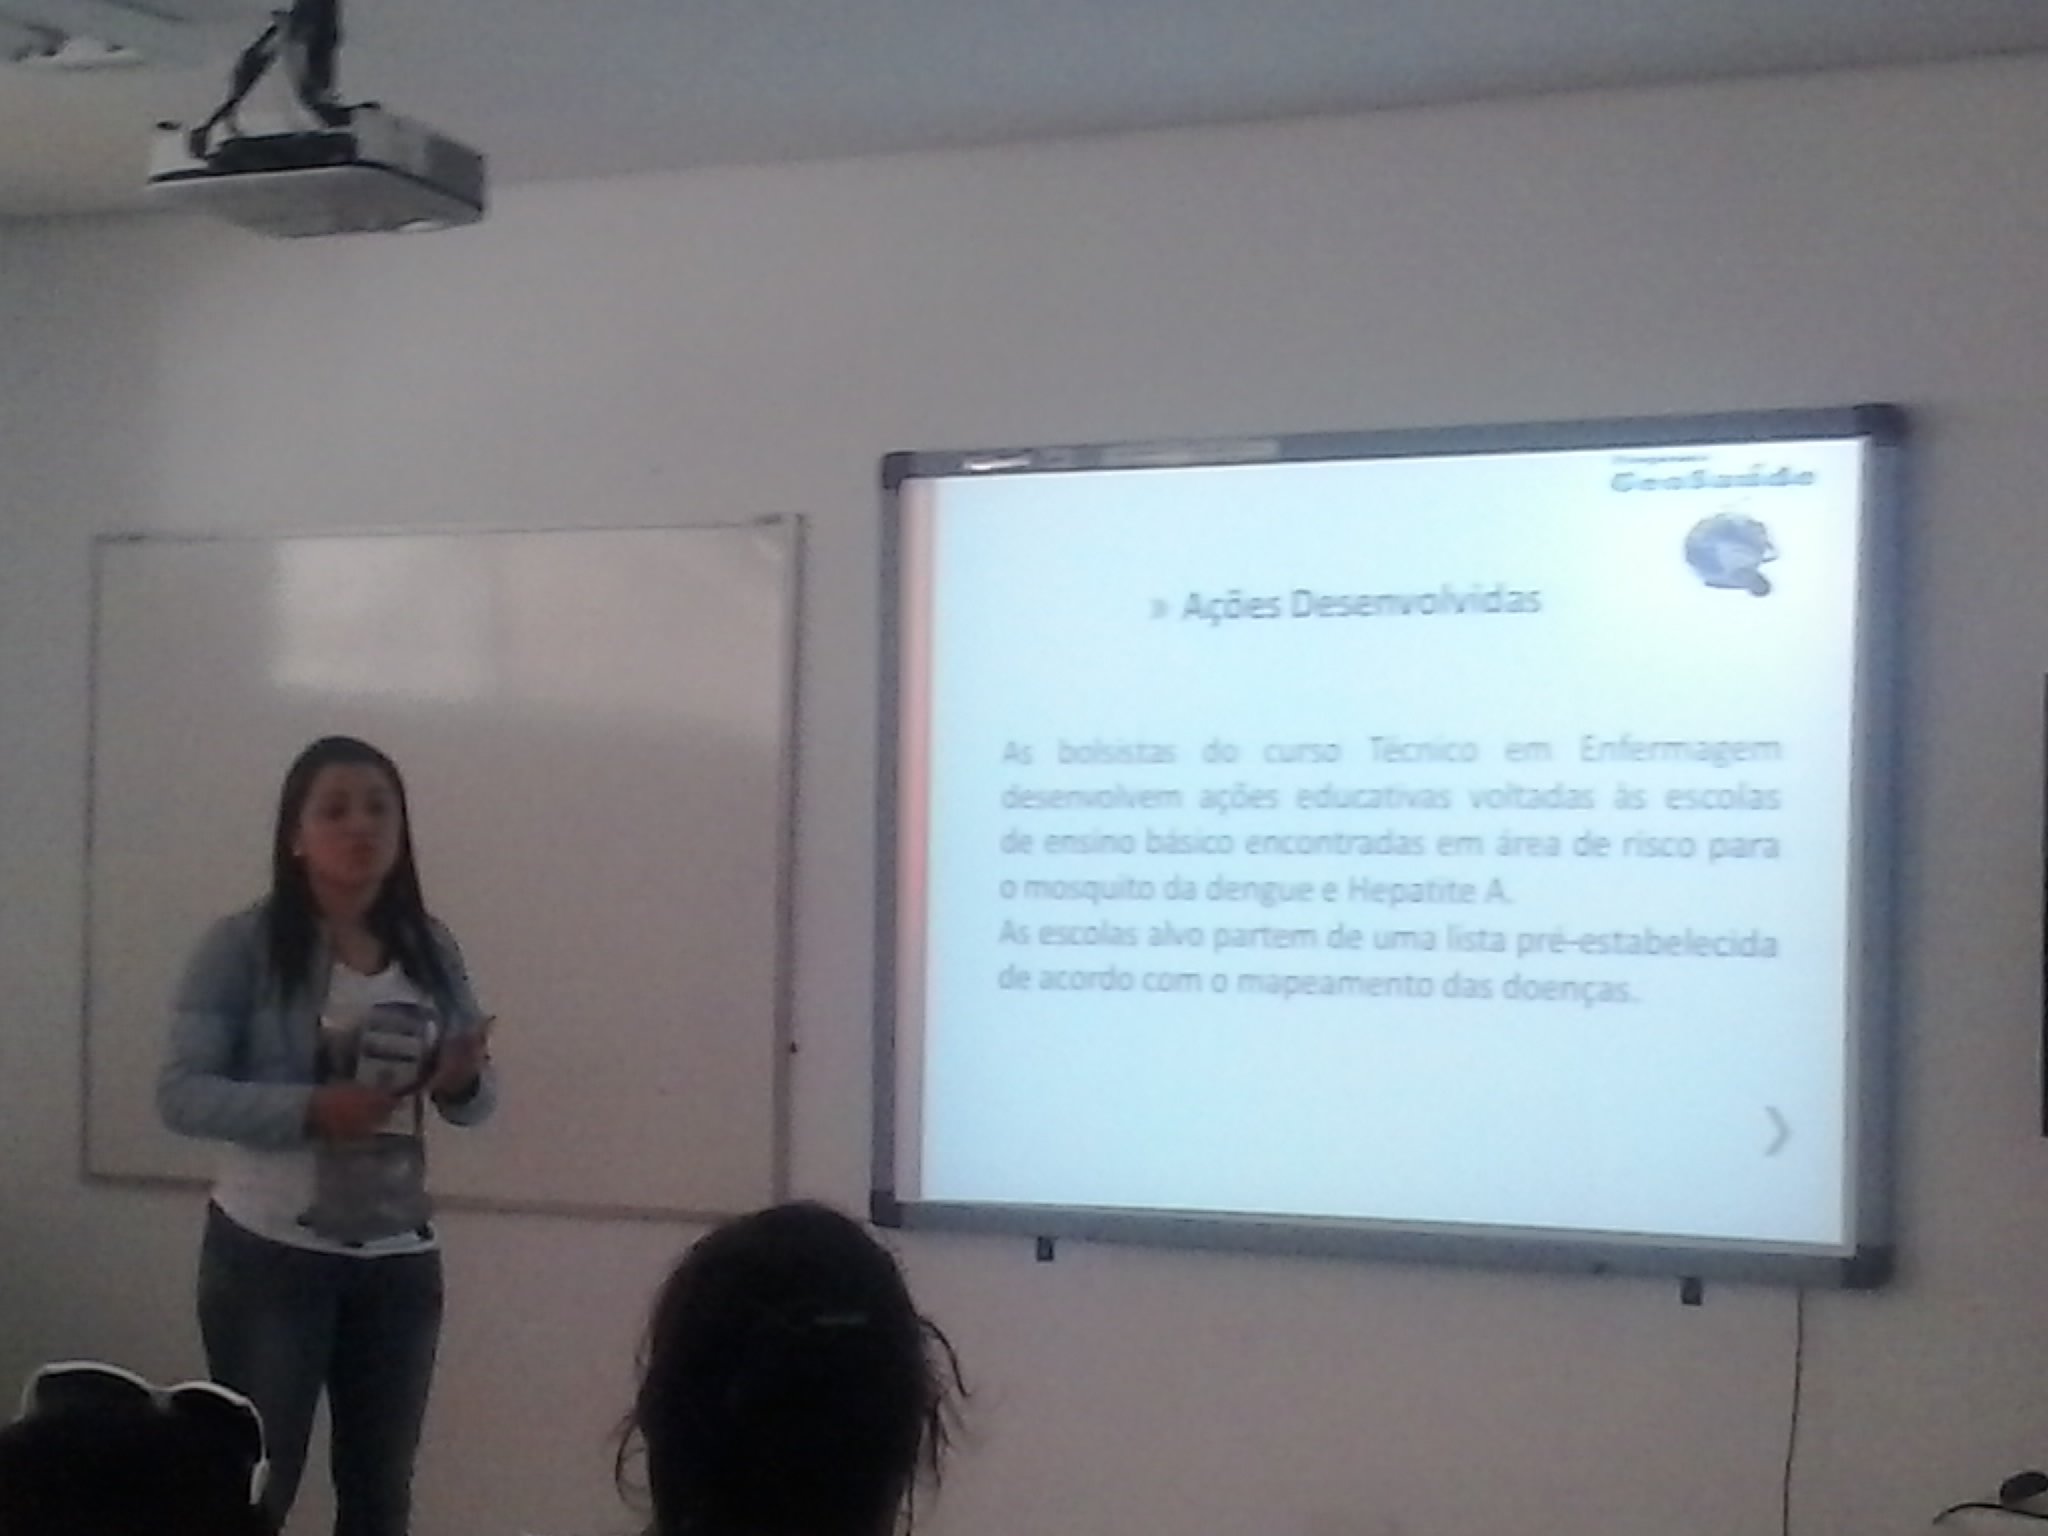 GeoSaúde
» Ações Desenvolvidas
As bolsistas do curso Técnico em Enfermagem
desenvolvem ações educativas voltadas às escolas
de ensino básico encontradas em área de risco para
o mosquito da dengue e Hepatite A.
As escolas alvo partem de uma lista pré-estabelecida
de acordo com o mapeamento das doenças.